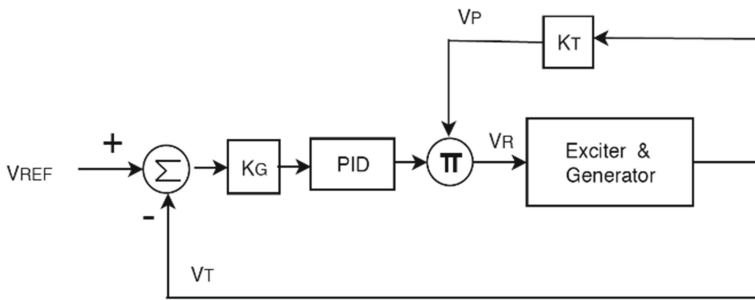 VP
KT
+
VREF
Σ
KG
PID
π
VR
Exciter &
Generator
-
VT